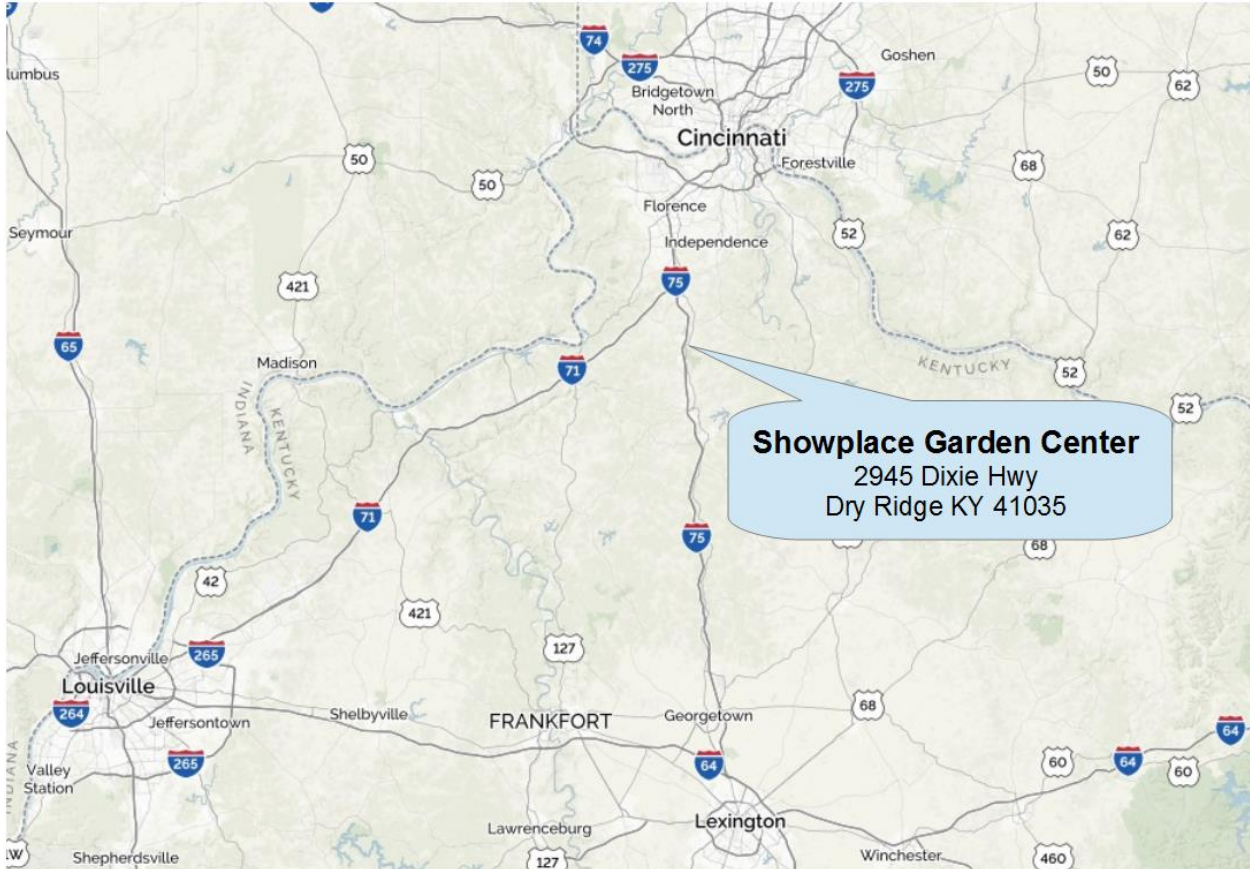 74
275
Goshen
50
62
lumbus
Bridgetown
North
275
Cincinnati
50
50
Forestville
68
Florence
Seymour
Independence
52
62
421
75
65
Madison
71
KENTUCKY
52
INDIANA
KENTUCKY
52
Showplace Garden Center
2945 Dixie Hwy
Dry Ridge KY 41035
71
75
68
42
421
127
Jeffersonville
265
Louisville
264
Jeffersontown
Shelbyville
FRANKFORT
Georgetown
68
64
265
64
60
64
60
Valley
Station
INDIANA
Lexington
Lawrenceburg
1W
Shepherdsville
127
Winchester
460